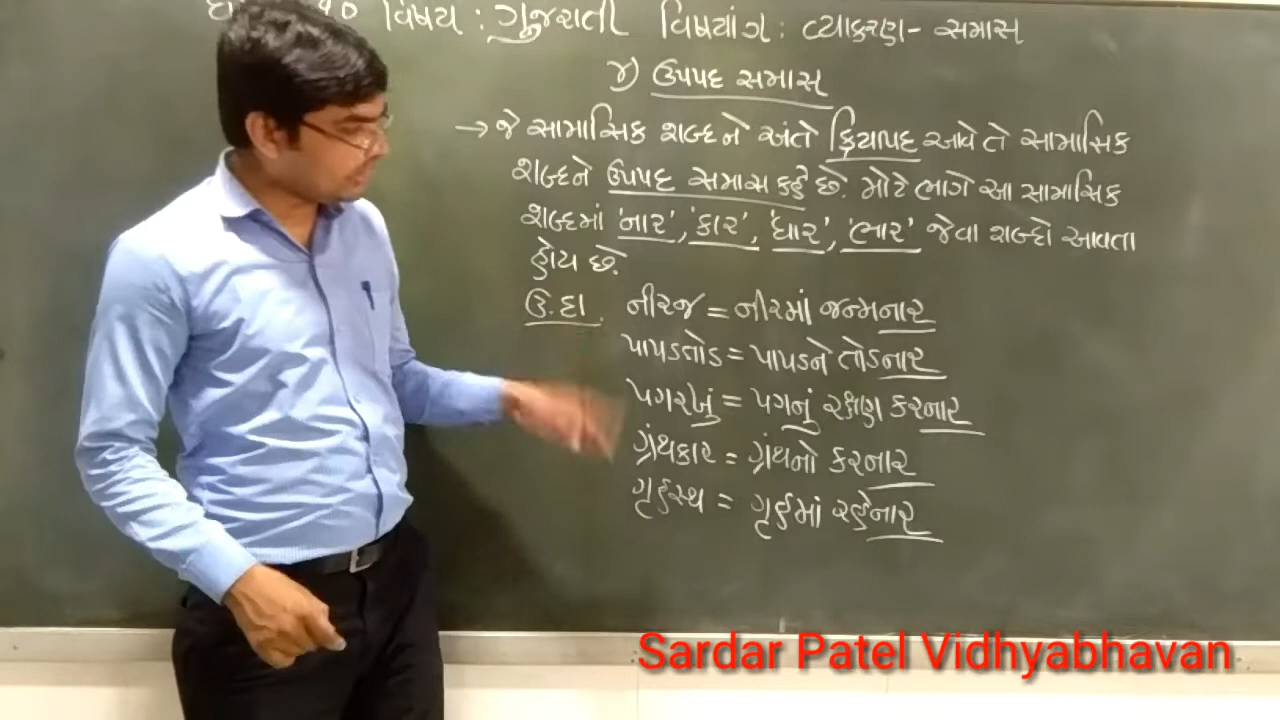 ૧૦ વિષય : ગુજરાતી વિષયાંગ : વ્યાકરણ - સમાસ
૪) ઉપપદ સમાસ
→ જે સામાસિક શબ્દને અંતે ક્રિયાપદ આવે તે સામાસિક
શબ્દને ઉપપદ સમાસ કહે છે. મોટે ભાગે આ સામાસિક
શબ્દમાં 'નાર', 'કાર', 'ધાર', 'ભાર' જેવા શબ્દો આવતા
હોય છે.
ઉ.દા. નીરજ = નીરમાં જન્મનાર
પાપડતોડ = પાપડને તોડનાર
પગરખું = પગનું રક્ષણ કરનાર
ગ્રંથકાર = ગ્રંથનો કરનાર
ગૃહસ્થ = ગૃહમાં રહેનાર
Sardar Patel Vidhyabhavan